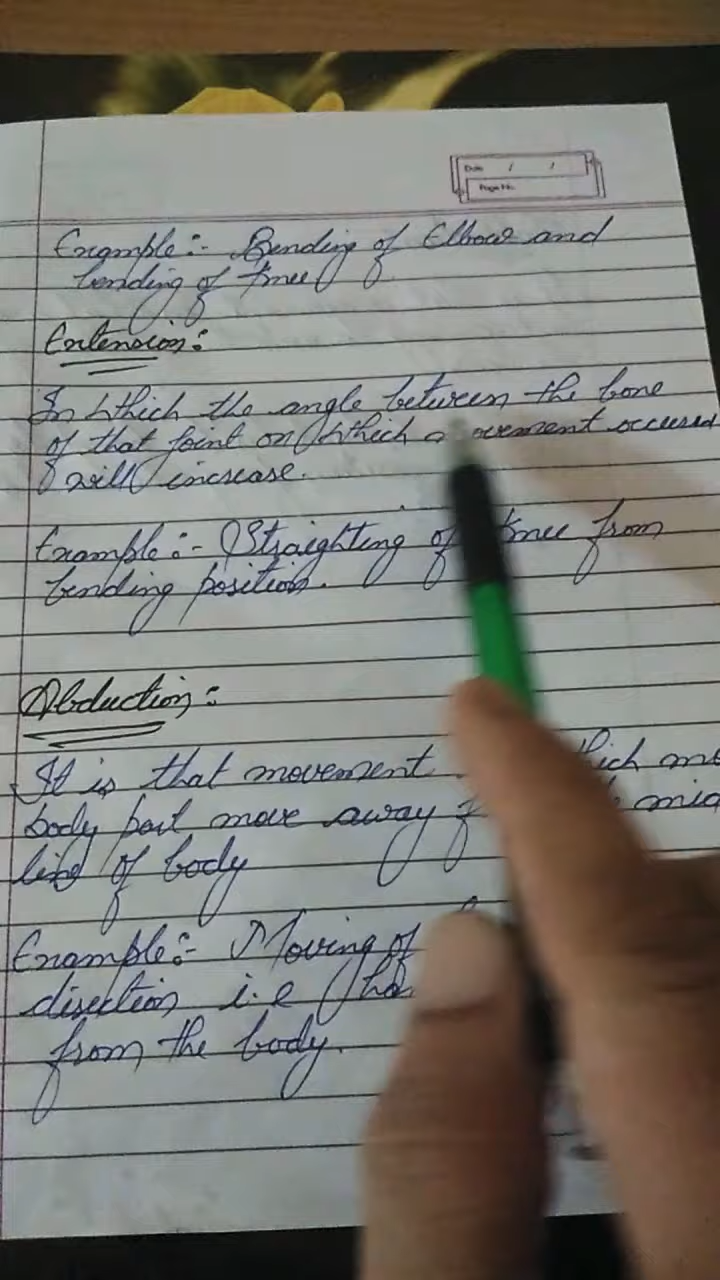 Date / /
Page No.
Example:- Bending of Elbow and
bending of knee
Extension:
In which the angle between the bone
of that joint on which occured
will increase.
Example:- Straighting of knee from
bending position.
Abduction:
It is that movement
body part move away
line of body
Example:- Moving of
direction i.e
from the body.